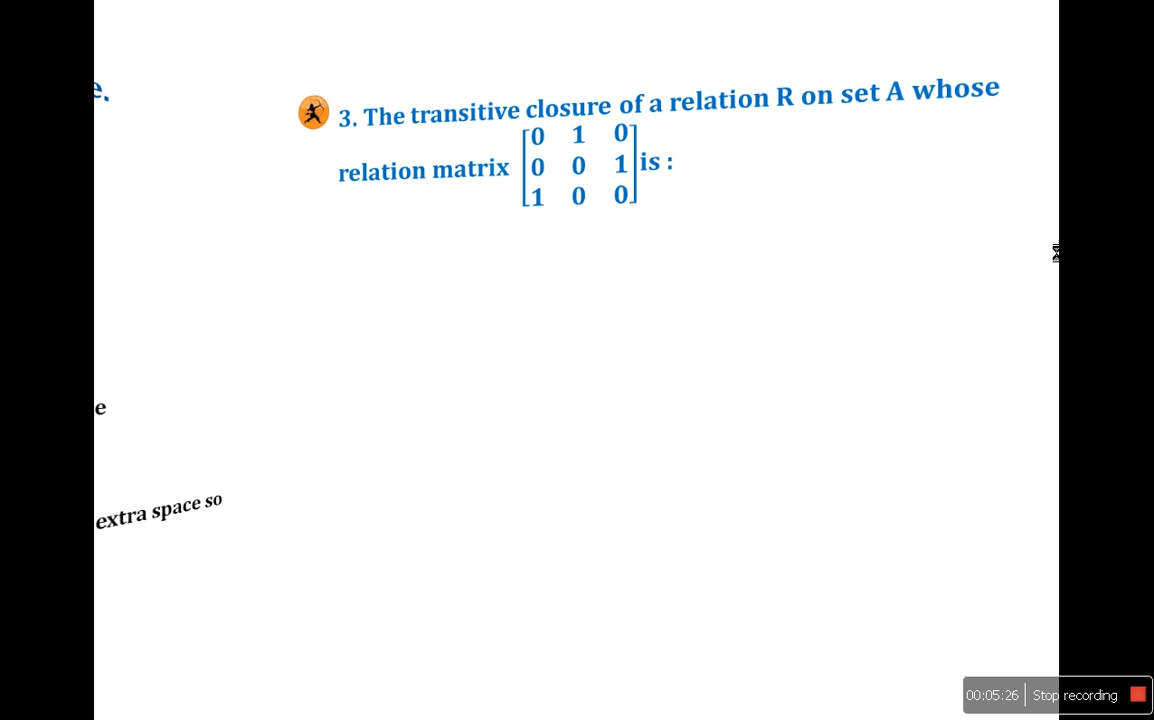 e.
3. The transitive closure of a relation R on set A whose
relation matrix [0 1 0
0 0 1
1 0 0] is :
e
extra space so
00:05:26 Stop recording